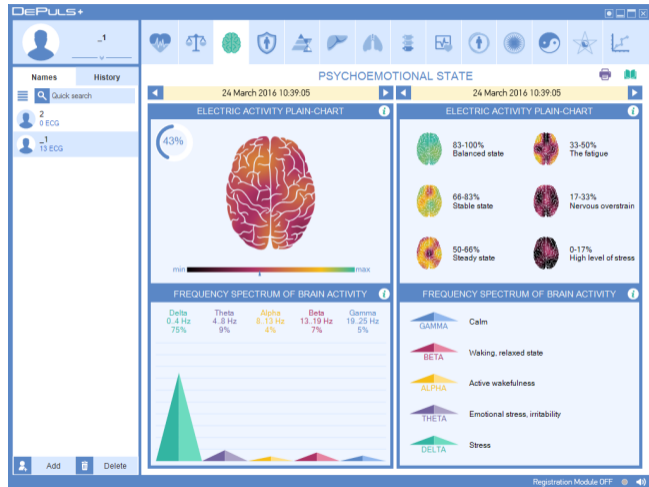 DEPULS+
_1
Names History
Quick search
2
0 ECG
_1
13 ECG
Add Delete
PSYCHOEMOTIONAL STATE
24 March 2016 10:39:05
ELECTRIC ACTIVITY PLAIN-CHART
43%
min max
FREQUENCY SPECTRUM OF BRAIN ACTIVITY
Delta Theta Alpha Beta Gamma
0..4 Hz 4..8 Hz 8..13 Hz 13..19 Hz 19..25 Hz
75% 9% 4% 7% 5%
24 March 2016 10:39:05
ELECTRIC ACTIVITY PLAIN-CHART
83-100%
Balanced state
33-50%
The fatigue
66-83%
Stable state
17-33%
Nervous overstrain
50-66%
Steady state
0-17%
High level of stress
FREQUENCY SPECTRUM OF BRAIN ACTIVITY
GAMMA Calm
BETA Waking, relaxed state
ALPHA Active wakefulness
THETA Emotional stress, irritability
DELTA Stress
Registration Module OFF